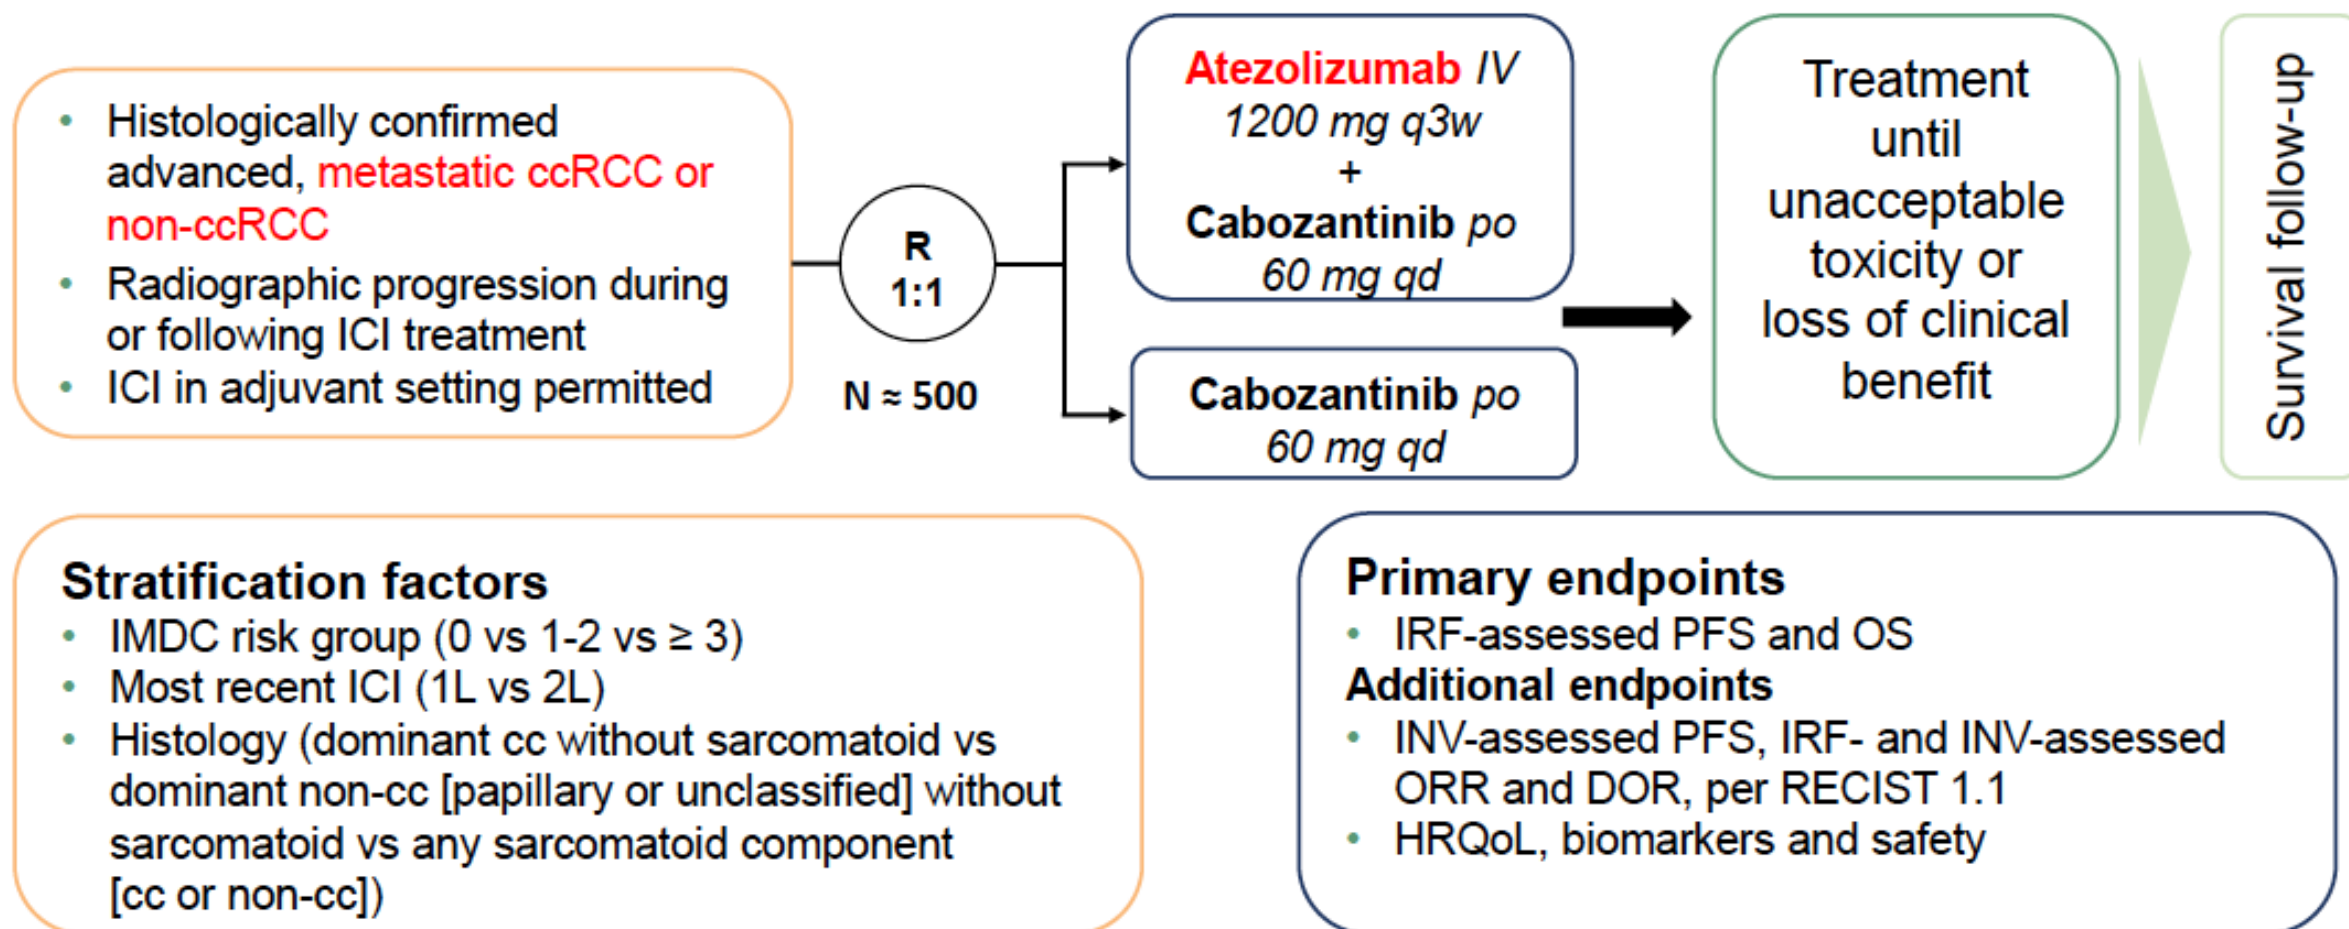 • Histologically confirmed
advanced, metastatic ccRCC or
non-ccRCC
• Radiographic progression during
or following ICI treatment
• ICI in adjuvant setting permitted
R
1:1
N ≈ 500
Atezolizumab IV
1200 mg q3w
+
Cabozantinib po
60 mg qd
Cabozantinib po
60 mg qd
Treatment
until
unacceptable
toxicity or
loss of clinical
benefit
Survival follow-up
Stratification factors
• IMDC risk group (0 vs 1-2 vs ≥ 3)
• Most recent ICI (1L vs 2L)
• Histology (dominant cc without sarcomatoid vs
dominant non-cc [papillary or unclassified] without
sarcomatoid vs any sarcomatoid component
[cc or non-cc])
Primary endpoints
• IRF-assessed PFS and OS
Additional endpoints
• INV-assessed PFS, IRF- and INV-assessed
ORR and DOR, per RECIST 1.1
• HRQoL, biomarkers and safety